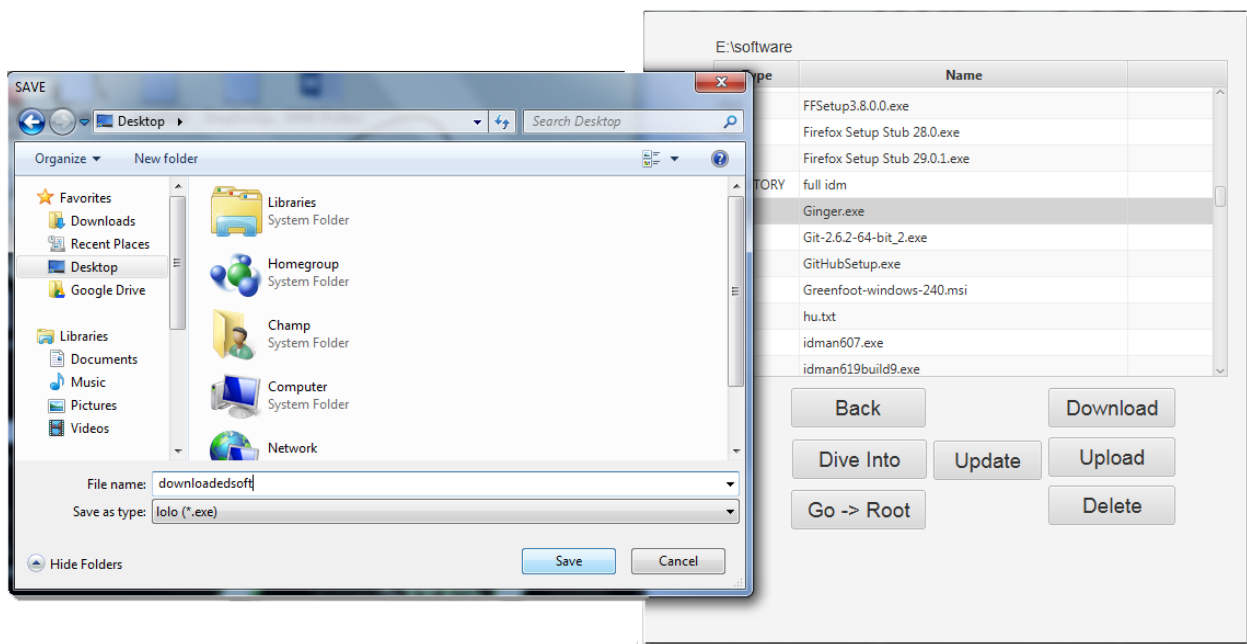 SAVE
Desktop
Search Desktop
Organize
New folder
Favorites
Downloads
Recent Places
Desktop
Google Drive
Libraries
Documents
Music
Pictures
Videos
Libraries
System Folder
Homegroup
System Folder
Champ
System Folder
Computer
System Folder
Network
File name: downloadedsoft
Save as type: lolo (*.exe)
Hide Folders
Save
Cancel
E:\software
ype
Name
FFSetup3.8.0.0.exe
Firefox Setup Stub 28.0.exe
Firefox Setup Stub 29.0.1.exe
TORY full idm
Ginger.exe
Git-2.6.2-64-bit_2.exe
GitHubSetup.exe
Greenfoot-windows-240.msi
hu.txt
idman607.exe
idman619build9.exe
Back
Download
Dive Into
Update
Upload
Go -> Root
Delete